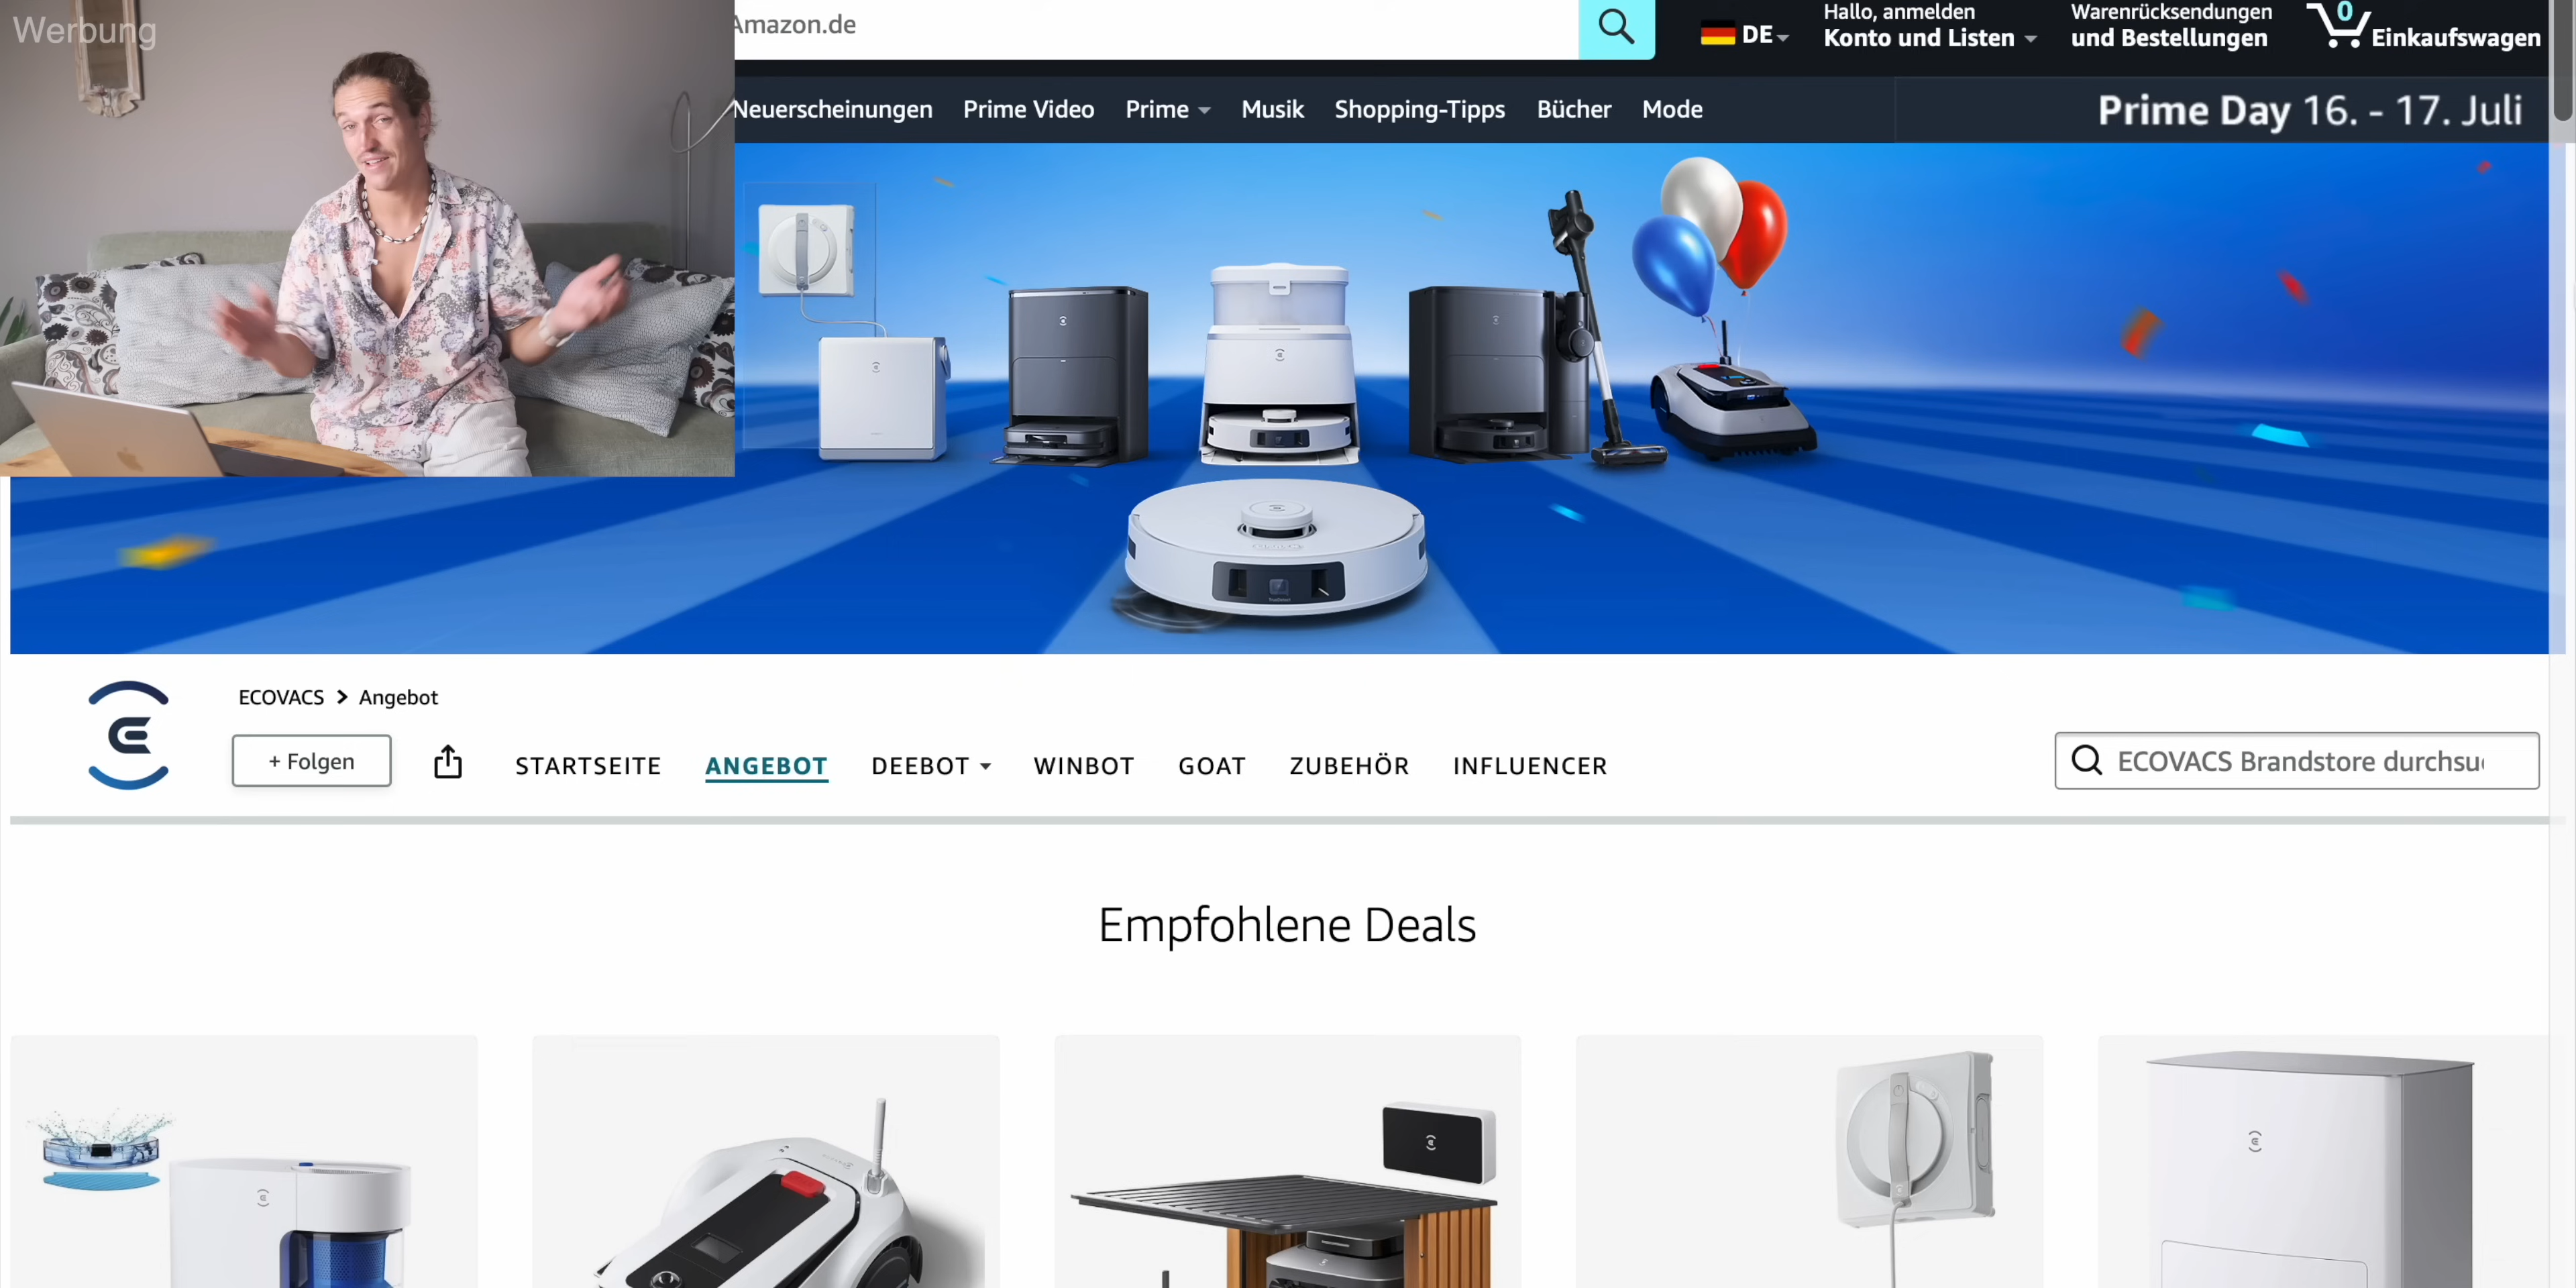 Werbung
Amazon.de
DE
Hallo, anmelden
Konto und Listen
Warenrücksendungen
und Bestellungen
0
Einkaufswagen
Neuerscheinungen
Prime Video
Prime
Musik
Shopping-Tipps
Bücher
Mode
Prime Day 16. - 17. Juli
ECOVACS > Angebot
+ Folgen
STARTSEITE
ANGEBOT
DEEBOT
WINBOT
GOAT
ZUBEHÖR
INFLUENCER
ECOVACS Brandstore durchsu
Empfohlene Deals